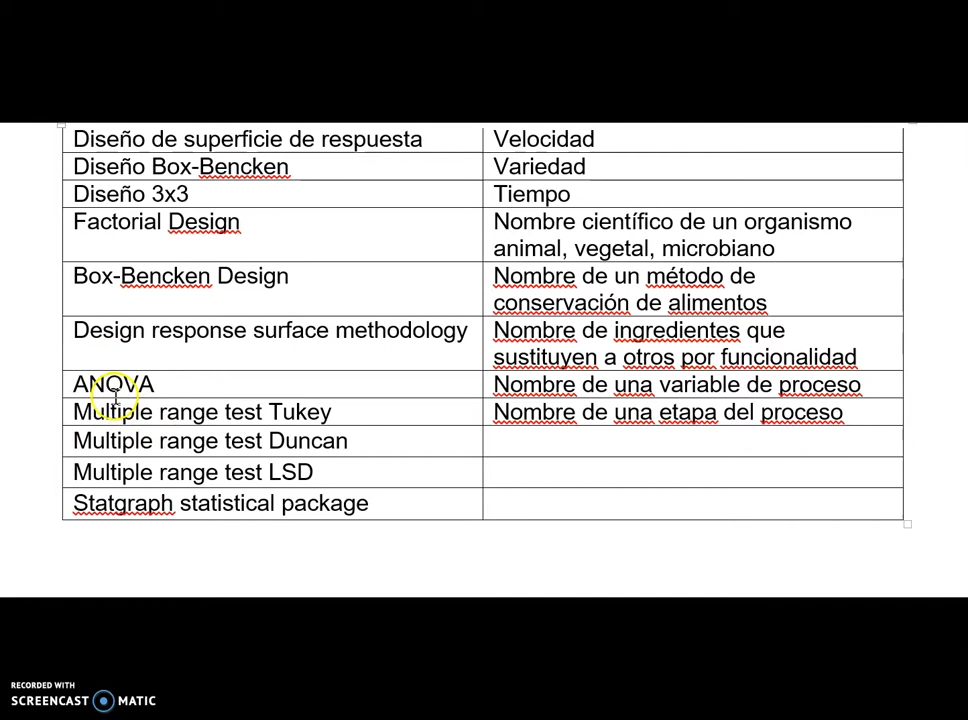 Diseño de superficie de respuesta
Velocidad
Diseño Box-Bencken
Variedad
Diseño 3x3
Tiempo
Factorial Design
Nombre científico de un organismo
animal, vegetal, microbiano
Box-Bencken Design
Nombre de un método de
conservación de alimentos
Design response surface methodology
Nombre de ingredientes que
sustituyen a otros por funcionalidad
ANOVA
Nombre de una variable de proceso
Multiple range test Tukey
Nombre de una etapa del proceso
Multiple range test Duncan
Multiple range test LSD
Statgraph statistical package
RECORDED WITH
SCREENCAST MATIC